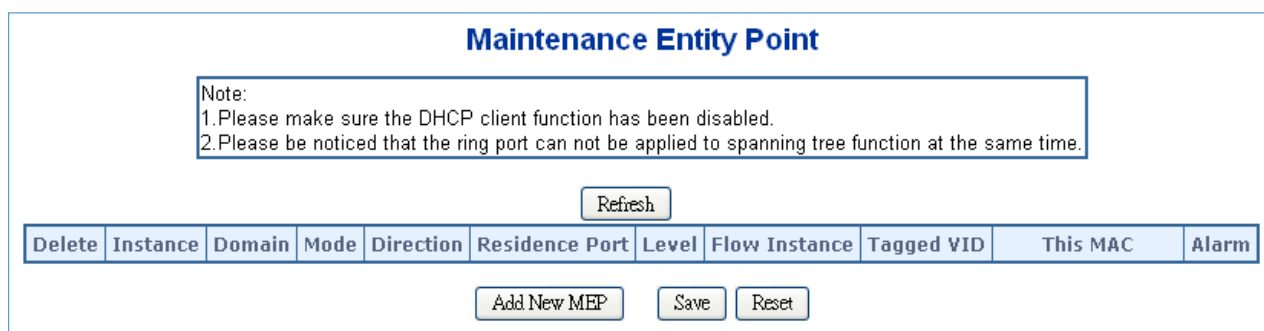 Maintenance Entity Point
Note:
1.Please make sure the DHCP client function has been disabled.
2.Please be noticed that the ring port can not be applied to spanning tree function at the same time.
Refresh
Delete Instance Domain Mode Direction Residence Port Level Flow Instance Tagged VID This MAC Alarm
Add New MEP Save Reset